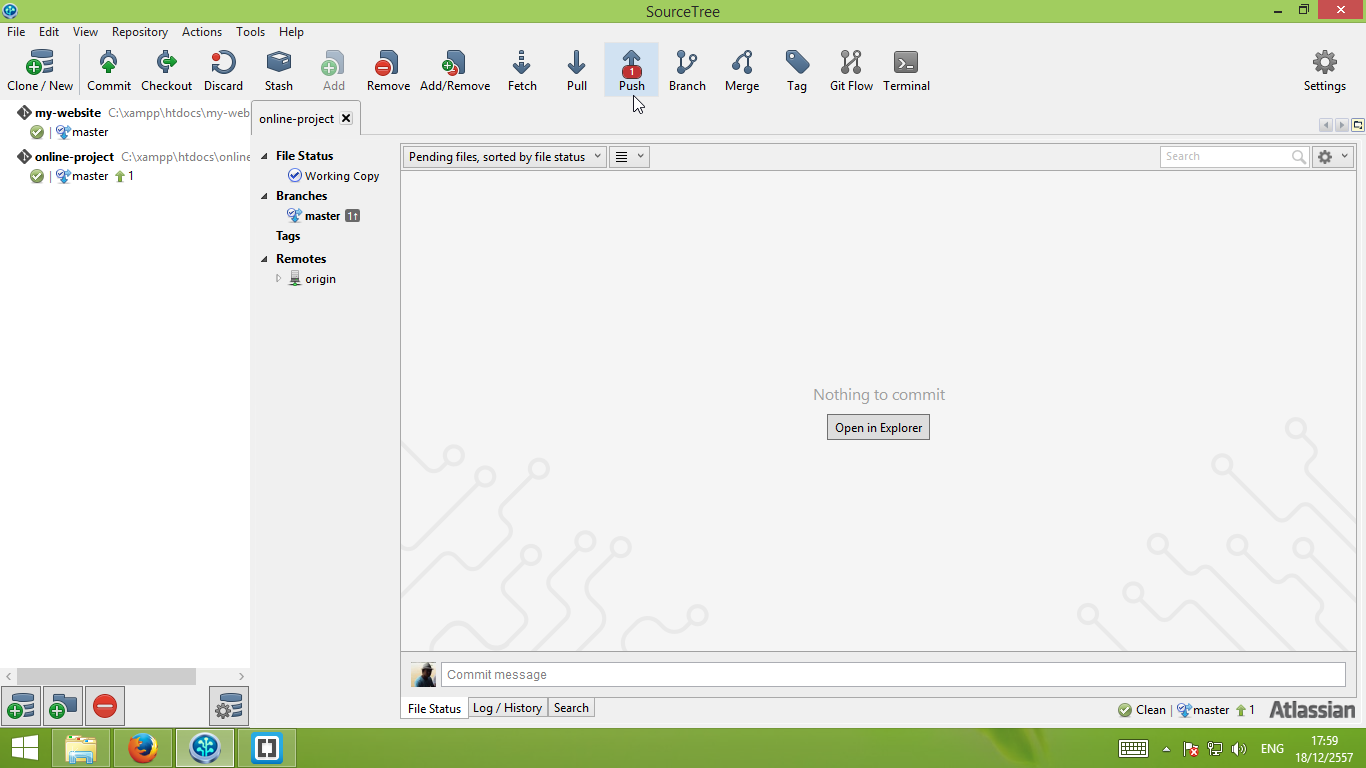 SourceTree
File Edit View Repository Actions Tools Help
Clone / New Commit Checkout Discard Stash Add Remove Add/Remove Fetch Pull 1 Push Branch Merge Tag Git Flow Terminal Settings
my-website C:\xampp\htdocs\my-web
master
online-project C:\xampp\htdocs\online
master 1
online-project
File Status
Working Copy
Branches
master 1↑
Tags
Remotes
origin
Pending files, sorted by file status
Search
Nothing to commit
Open in Explorer
Commit message
File Status Log / History Search
Clean master 1 Atlassian
ENG
17:59
18/12/2557